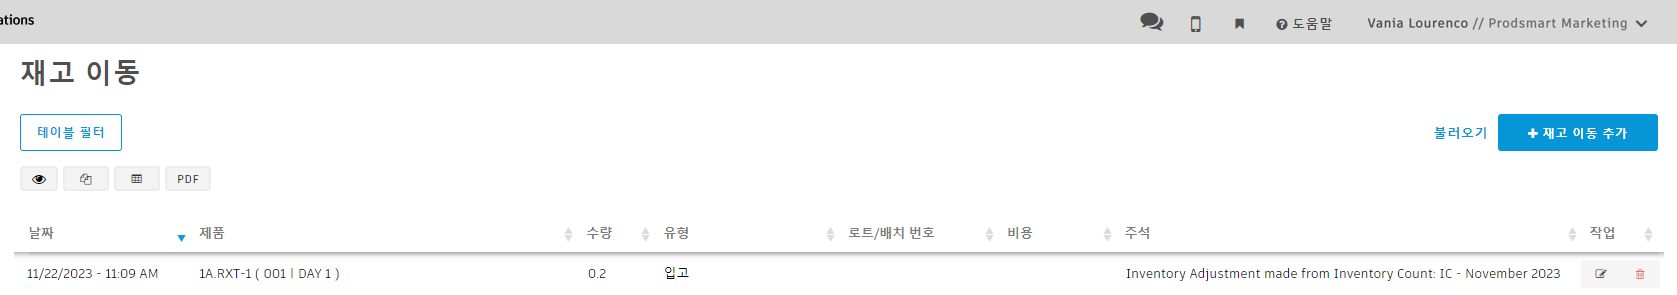 ations
도움말 Vania Lourenco // Prodsmart Marketing
재고 이동
테이블 필터 불러오기 + 재고 이동 추가
PDF
날짜 제품 수량 유형 로트/배치 번호 비용 주석 작업
11/22/2023 - 11:09 AM 1A.RXT-1 ( 001 | DAY 1 ) 0.2 입고 Inventory Adjustment made from Inventory Count: IC - November 2023